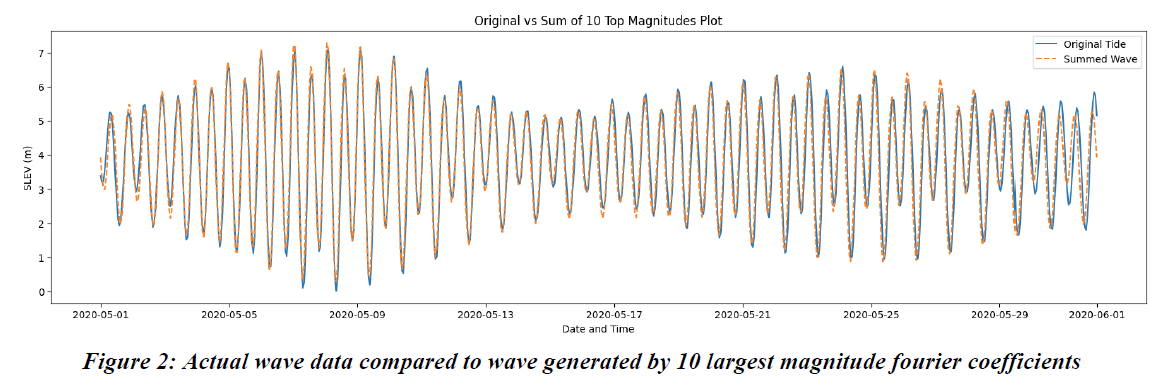 Original vs Sum of 10 Top Magnitudes Plot
Original Tide
Summed Wave
SLEV (m)
7
6
5
4
3
2
1
0
2020-05-01 2020-05-05 2020-05-09 2020-05-13 2020-05-17 2020-05-21 2020-05-25 2020-05-29 2020-06-01
Date and Time
Figure 2: Actual wave data compared to wave generated by 10 largest magnitude fourier coefficients